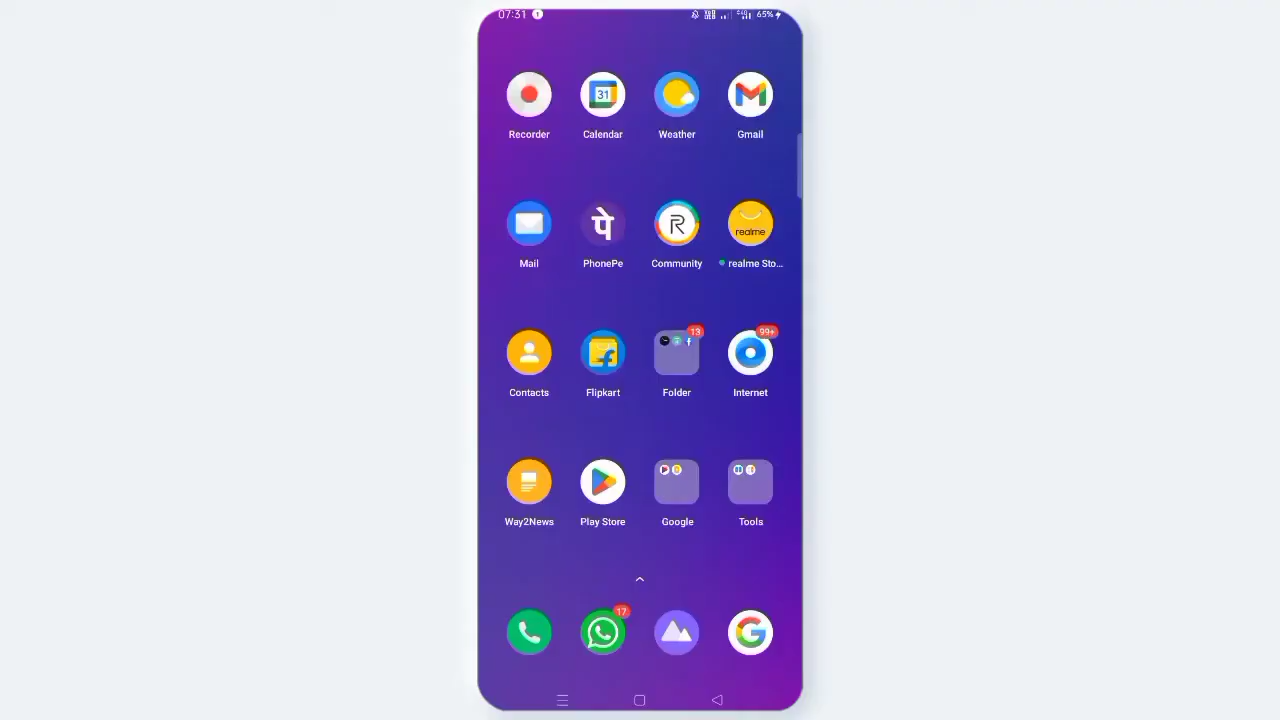 07:31
65%
Recorder Calendar Weather Gmail
31
Mail PhonePe Community realme Sto...
पे
R
realme
Contacts Flipkart Folder Internet
13
99+
Way2News Play Store Google Tools
17